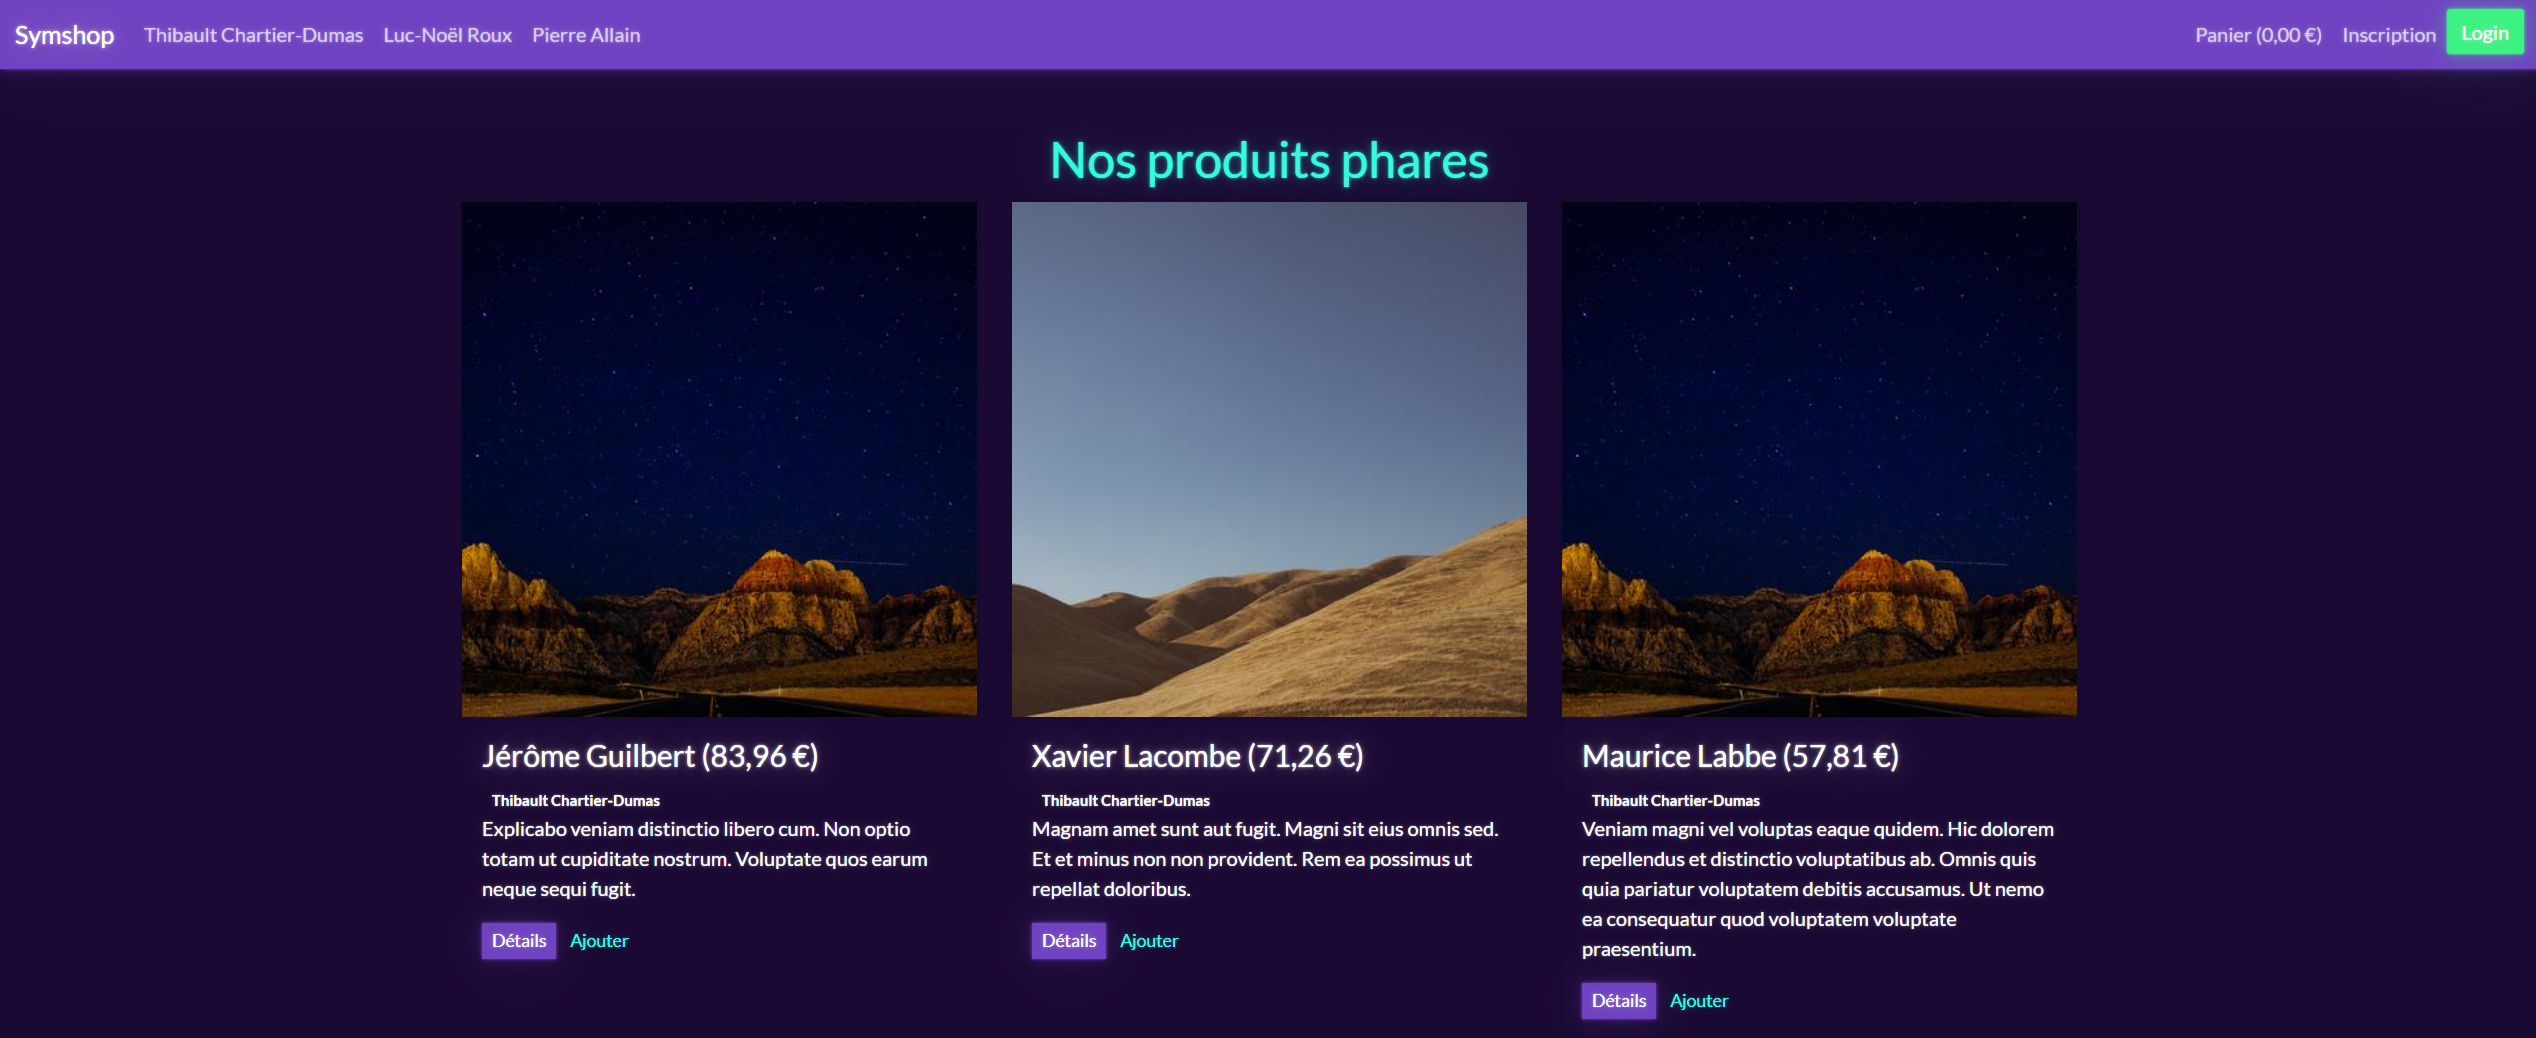 Symshop Thibault Chartier-Dumas Luc-Noël Roux Pierre Allain Panier (0,00 €) Inscription Login
Nos produits phares
Jérôme Guilbert (83,96 €)
Thibault Chartier-Dumas
Explicabo veniam distinctio libero cum. Non optio
totam ut cupiditate nostrum. Voluptate quos earum
neque sequi fugit.
Détails Ajouter
Xavier Lacombe (71,26 €)
Thibault Chartier-Dumas
Magnam amet sunt aut fugit. Magni sit eius omnis sed.
Et et minus non non provident. Rem ea possimus ut
repellat doloribus.
Détails Ajouter
Maurice Labbe (57,81 €)
Thibault Chartier-Dumas
Veniam magni vel voluptas eaque quidem. Hic dolorem
repellendus et distinctio voluptatibus ab. Omnis quis
quia pariatur voluptatem debitis accusamus. Ut nemo
ea consequatur quod voluptatem voluptate
praesentium.
Détails Ajouter